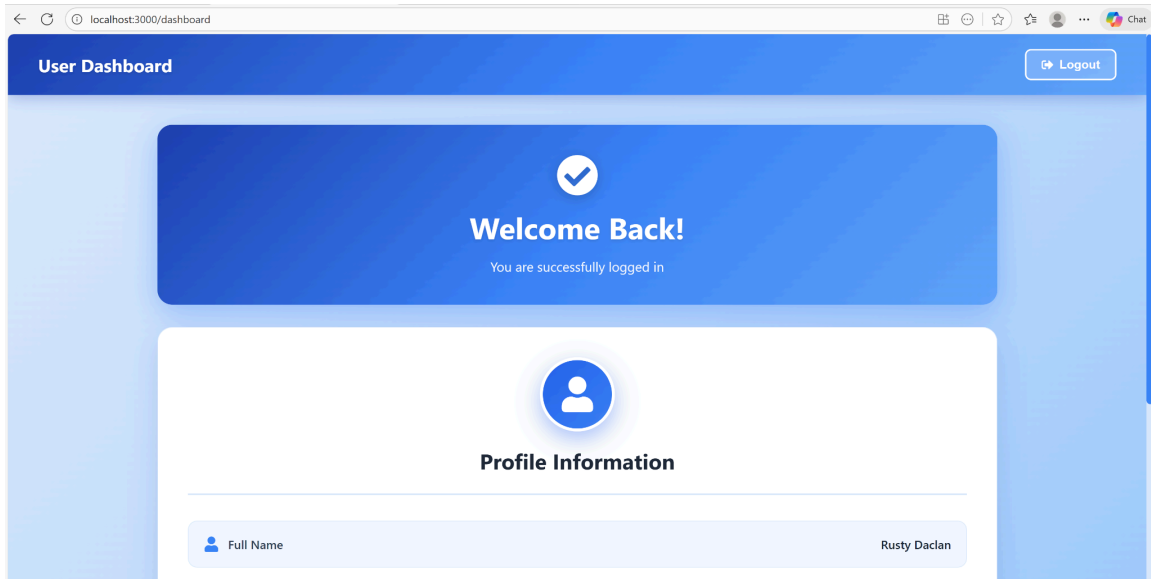 localhost:3000/dashboard
Chat
User Dashboard
Logout
Welcome Back!
You are successfully logged in
Profile Information
Full Name Rusty Daclan